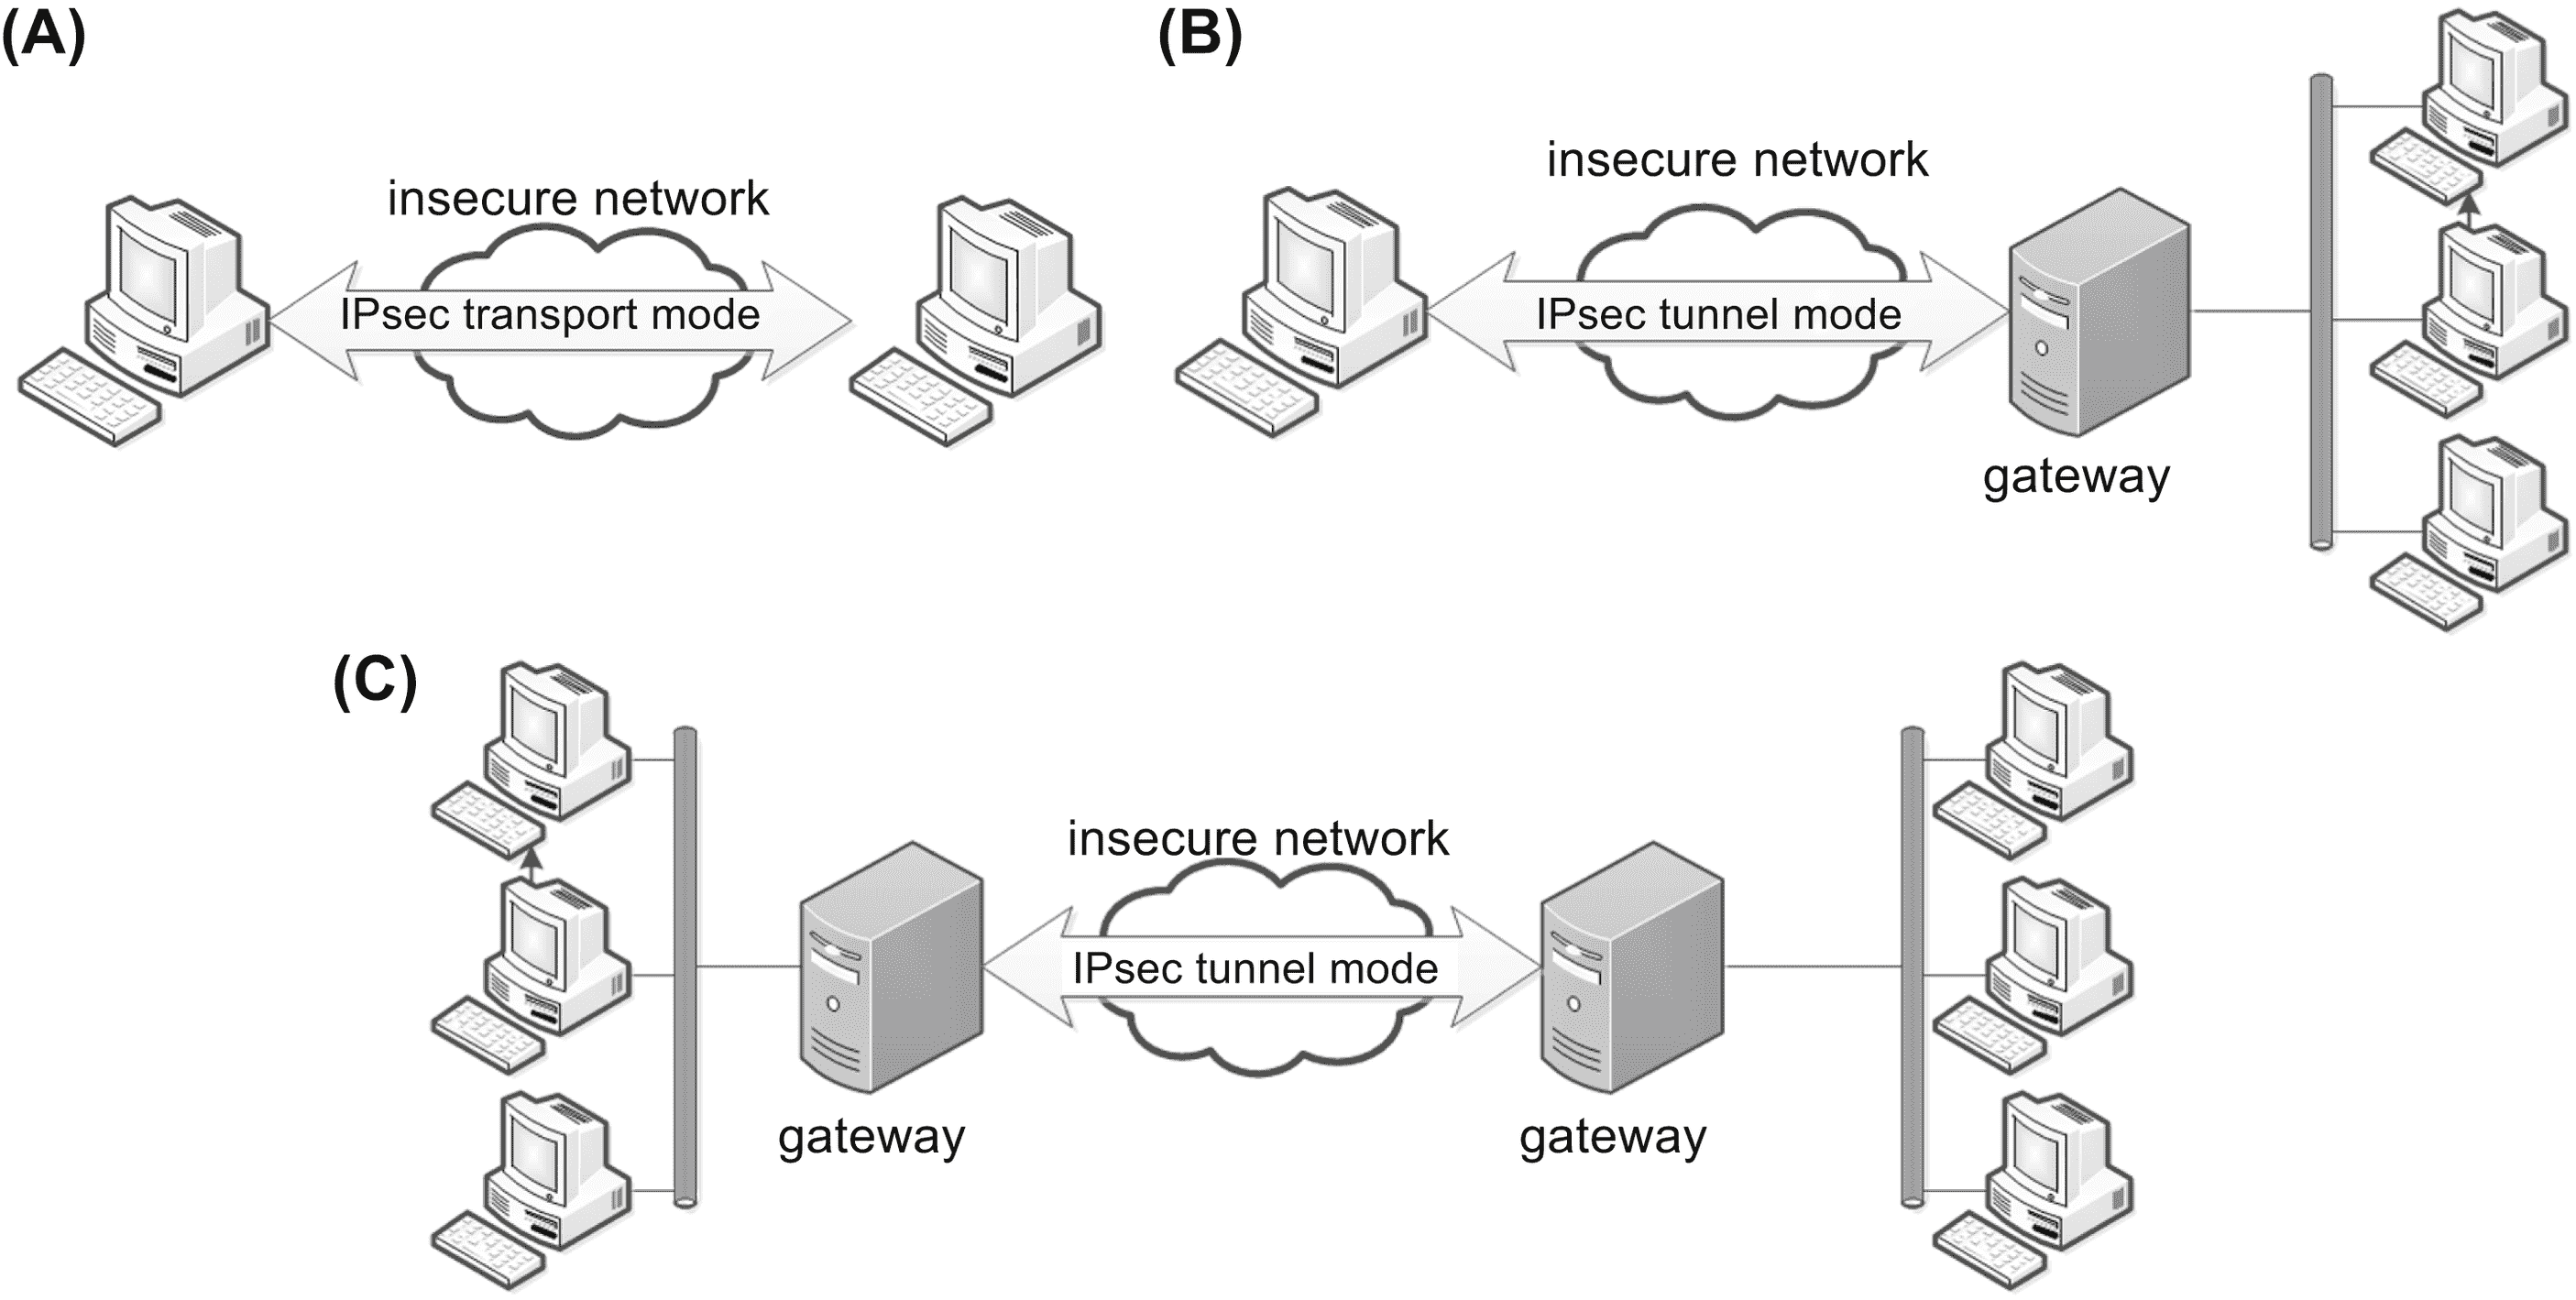 (A)
insecure network
IPsec transport mode
(B)
insecure network
IPsec tunnel mode
gateway
(C)
insecure network
IPsec tunnel mode
gateway
gateway